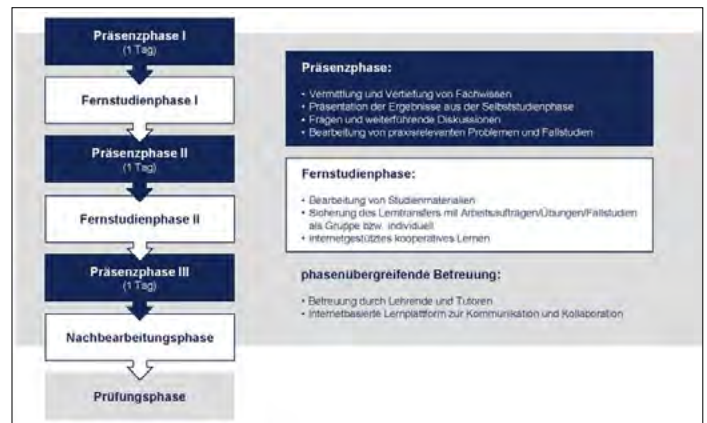 Präsenzphase I
(1 Tag)
Fernstudienphase I
Präsenzphase II
(1 Tag)
Fernstudienphase II
Präsenzphase III
(1 Tag)
Nachbearbeitungsphase
Prüfungsphase
Präsenzphase:
• Vermittlung und Vertiefung von Fachwissen
• Präsentation der Ergebnisse aus der Selbststudienphase
• Fragen und weiterführende Diskussionen
• Bearbeitung von praxisrelevanten Problemen und Fallstudien
Fernstudienphase:
• Bearbeitung von Studienmaterialien
• Sicherung des Lerntransfers mit Arbeitsaufträgen/Übungen/Fallstudien
als Gruppe bzw. individuell
• Internetgestütztes kooperatives Lernen
phasenübergreifende Betreuung:
• Betreuung durch Lehrende und Tutoren
• Internetbasierte Lernplattform zur Kommunikation und Kollaboration